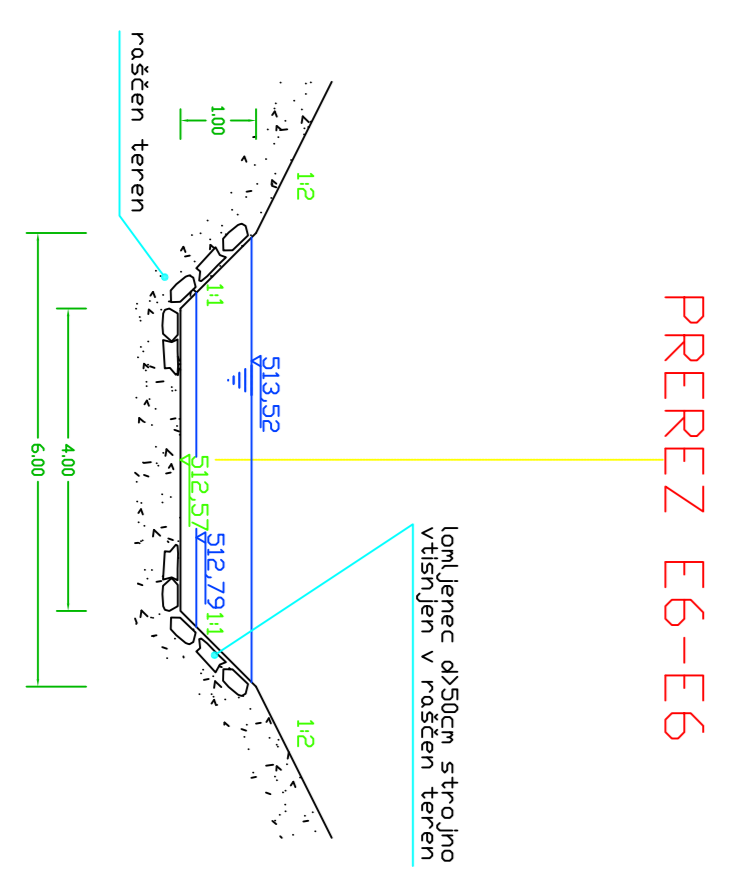 PREREZ E6-E6
lomljenec d>50cm strojno
vtisnjen v raščen teren
1:2
1:2
513,52
1.00
1:1
1:1
512,79
512,57
raščen teren
4.00
6.00